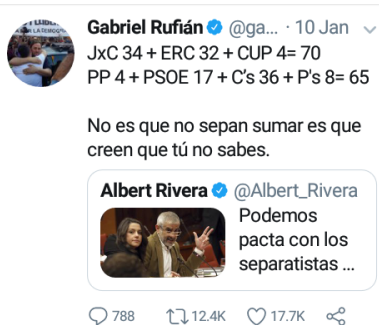 Gabriel Rufián @ga... · 10 Jan
JxC 34 + ERC 32 + CUP 4= 70
PP 4 + PSOE 17 + C's 36 + P's 8= 65
No es que no sepan sumar es que
creen que tú no sabes.
Albert Rivera @Albert_Rivera
Podemos
pacta con los
separatistas ...
788 12.4K 17.7K